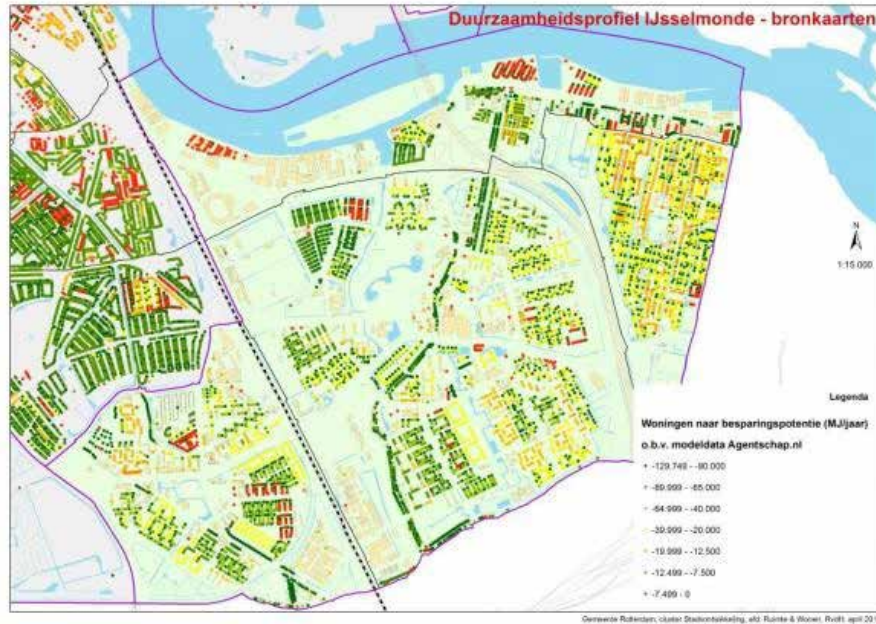 Duurzaamheidsprofiel IJsselmonde - bronkaarten
N
1:15.000
Legenda
Woningen naar besparingspotentie (MJ/jaar)
o.b.v. modeldata Agentschap.nl
-129.749 - -90.000
-89.999 - -65.000
-64.999 - -40.000
-39.999 - -20.000
-19.999 - -12.500
-12.499 - -7.500
-7.499 - 0
Gemeente Rotterdam, cluster Stadsontwikkeling, afd. Ruimte & Wonen, april